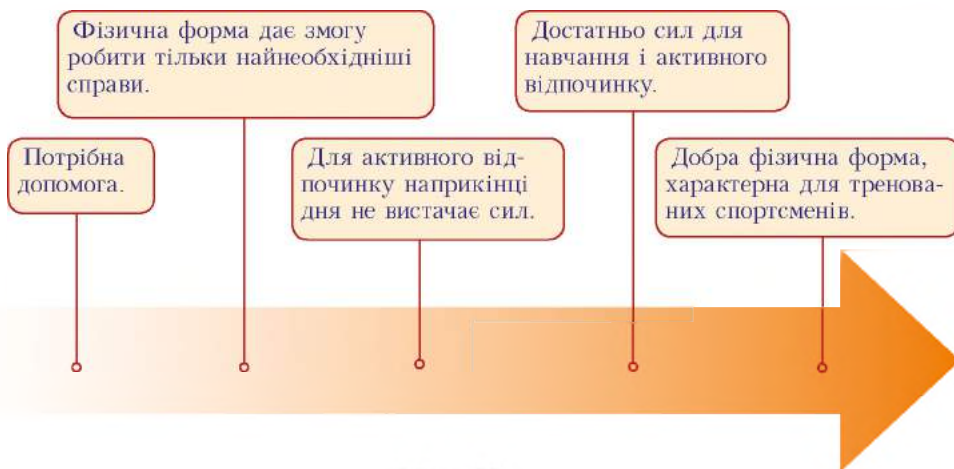 Фізична форма дає змогу
робити тільки найнеобхідніші
справи.
Достатньо сил для
навчання і активного
відпочинку.
Потрібна
допомога.
Для активного від-
починку наприкінці
дня не вистачає сил.
Добра фізична форма,
характерна для тренова-
них спортсменів.